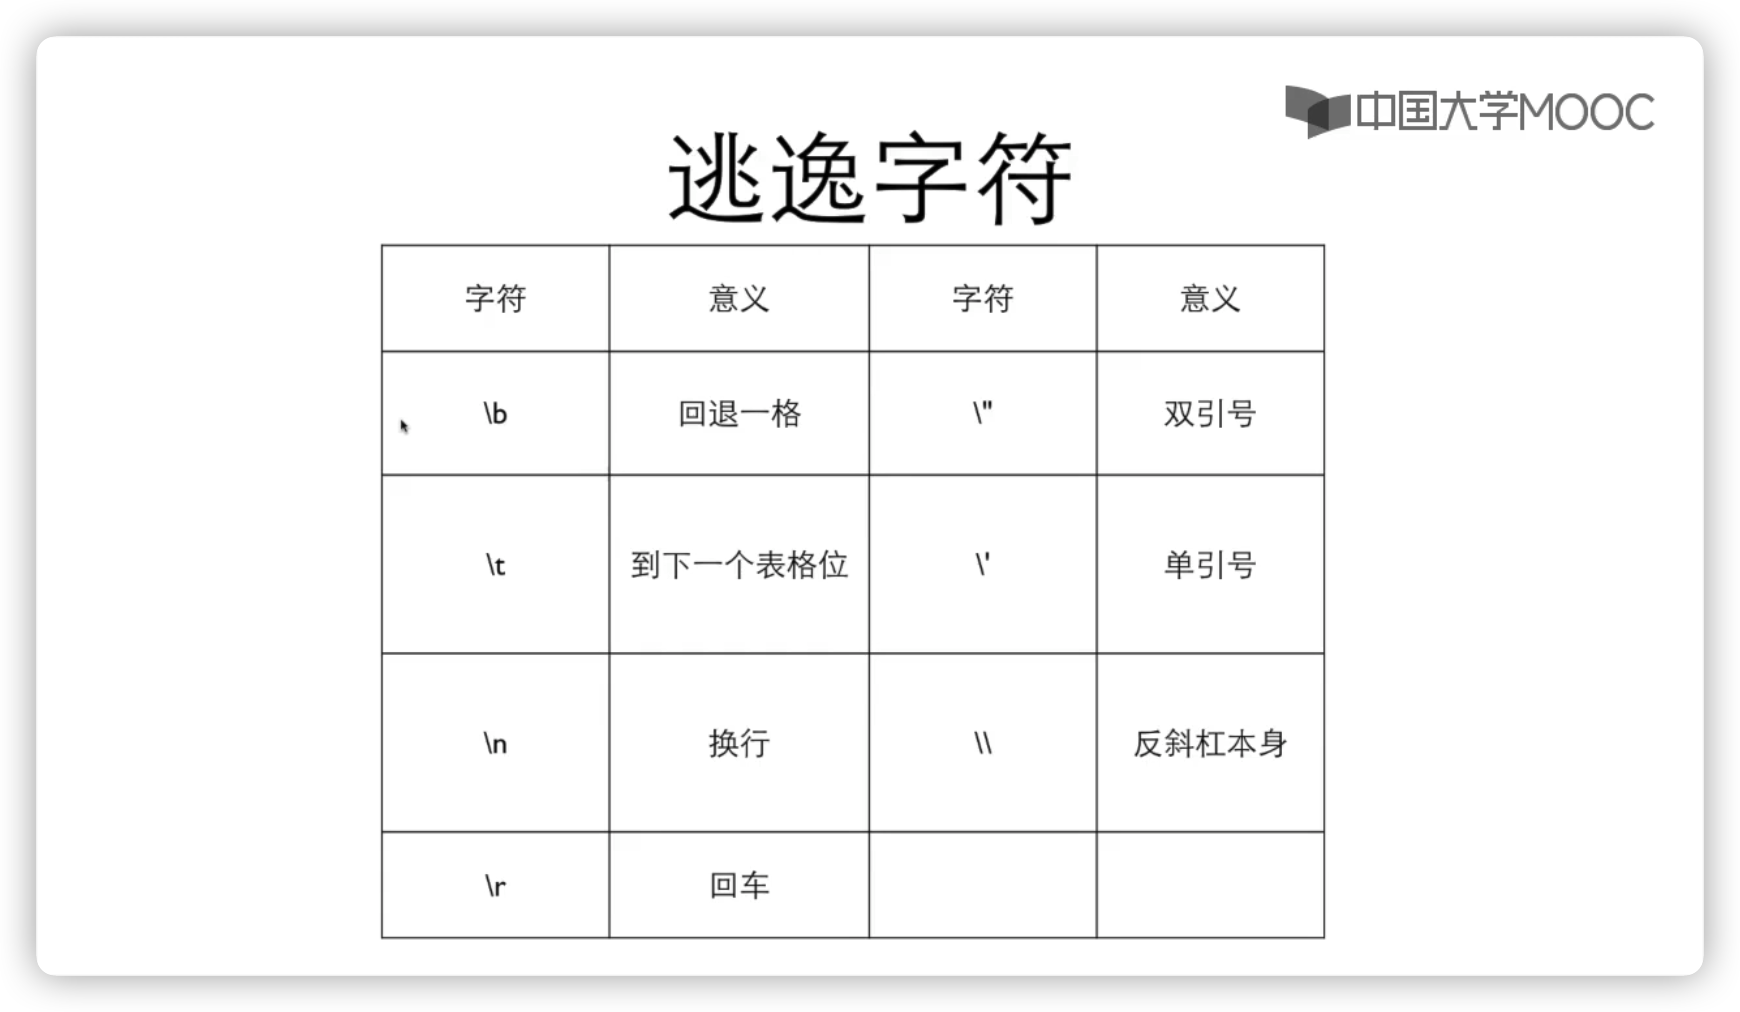 中国大学MOOC
逃逸字符
字符 意义 字符 意义
\b 回退一格 \" 双引号
\t 到下一个表格位 \' 单引号
\n 换行 \\ 反斜杠本身
\r 回车